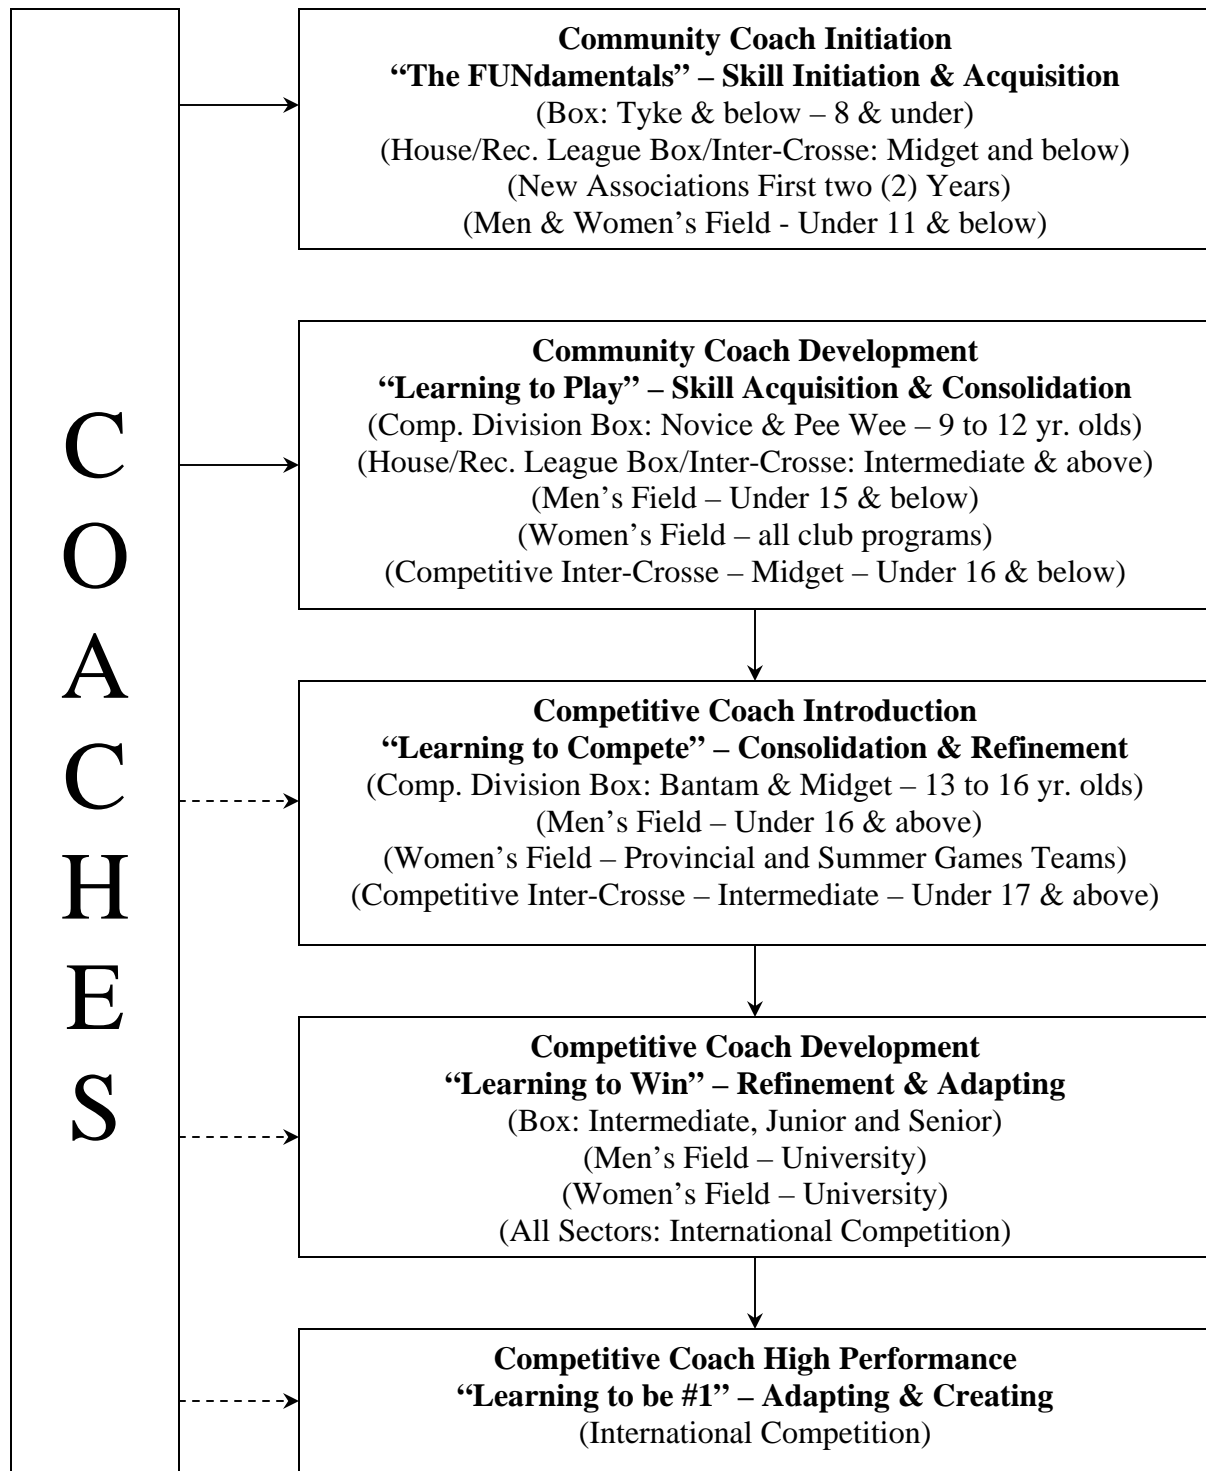 COACHES
Community Coach Initiation
“The FUNdamentals” – Skill Initiation & Acquisition
(Box: Tyke & below – 8 & under)
(House/Rec. League Box/Inter-Crosse: Midget and below)
(New Associations First two (2) Years)
(Men & Women’s Field - Under 11 & below)
Community Coach Development
“Learning to Play” – Skill Acquisition & Consolidation
(Comp. Division Box: Novice & Pee Wee – 9 to 12 yr. olds)
(House/Rec. League Box/Inter-Crosse: Intermediate & above)
(Men’s Field – Under 15 & below)
(Women’s Field – all club programs)
(Competitive Inter-Crosse – Midget – Under 16 & below)
Competitive Coach Introduction
“Learning to Compete” – Consolidation & Refinement
(Comp. Division Box: Bantam & Midget – 13 to 16 yr. olds)
(Men’s Field – Under 16 & above)
(Women’s Field – Provincial and Summer Games Teams)
(Competitive Inter-Crosse – Intermediate – Under 17 & above)
Competitive Coach Development
“Learning to Win” – Refinement & Adapting
(Box: Intermediate, Junior and Senior)
(Men’s Field – University)
(Women’s Field – University)
(All Sectors: International Competition)
Competitive Coach High Performance
“Learning to be #1” – Adapting & Creating
(International Competition)